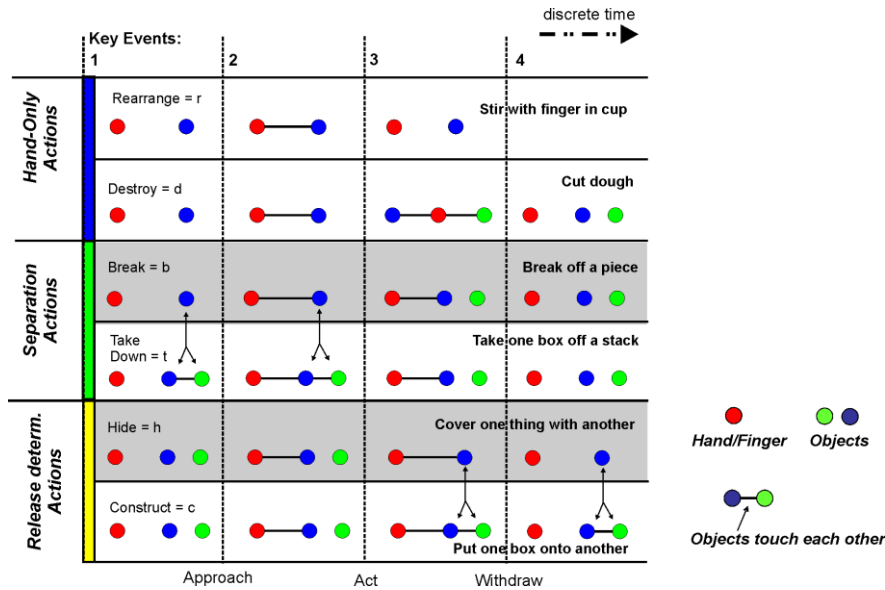 discrete time
Key Events:
1
2
3
4
Hand-Only
Actions
Rearrange = r
Stir with finger in cup
Destroy = d
Cut dough
Separation
Actions
Break = b
Break off a piece
Take
Down = t
Take one box off a stack
Release determ.
Actions
Hide = h
Cover one thing with another
Construct = c
Put one box onto another
Approach
Act
Withdraw
Hand/Finger
Objects
Objects touch each other